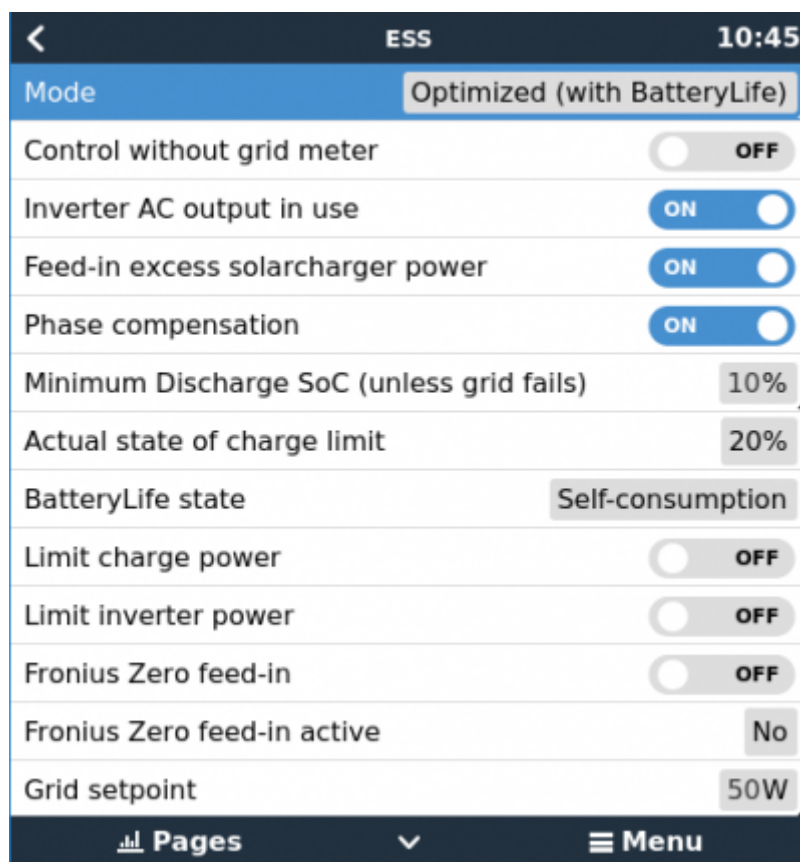 ESS 10:45
Mode Optimized (with BatteryLife)
Control without grid meter OFF
Inverter AC output in use ON
Feed-in excess solarcharger power ON
Phase compensation ON
Minimum Discharge SoC (unless grid fails) 10%
Actual state of charge limit 20%
BatteryLife state Self-consumption
Limit charge power OFF
Limit inverter power OFF
Fronius Zero feed-in OFF
Fronius Zero feed-in active No
Grid setpoint 50W
Pages Menu